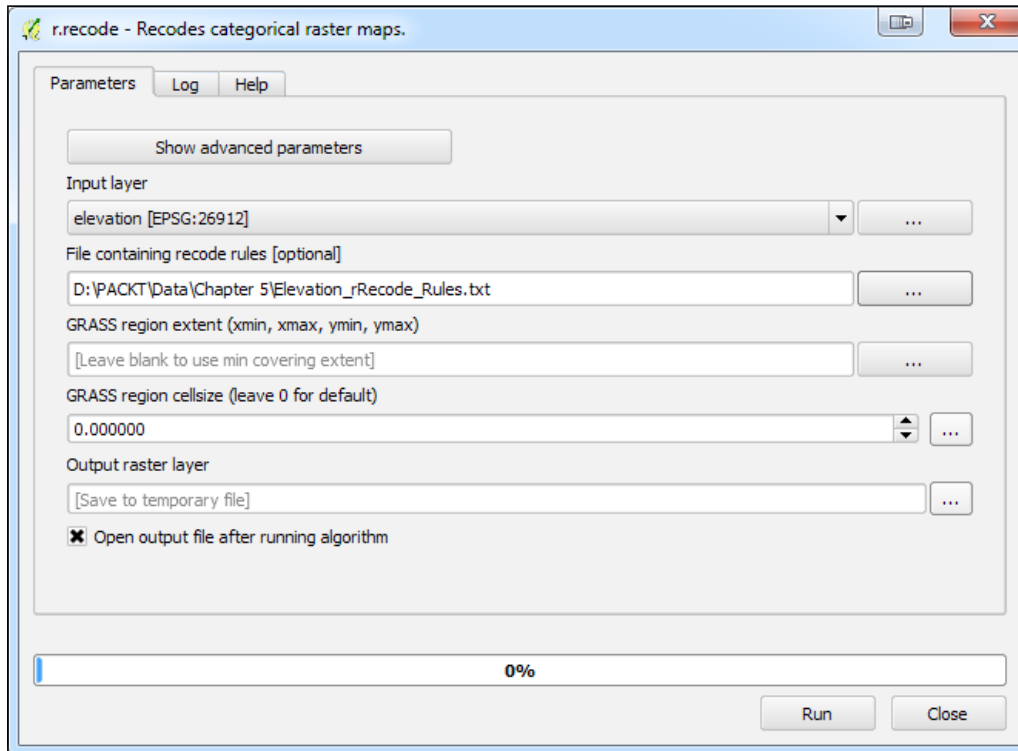 r.recode - Recodes categorical raster maps.
Parameters Log Help
Show advanced parameters
Input layer
elevation [EPSG:26912] ...
File containing recode rules [optional]
D:\PACKT\Data\Chapter 5\Elevation_rRecode_Rules.txt ...
GRASS region extent (xmin, xmax, ymin, ymax)
[Leave blank to use min covering extent] ...
GRASS region cellsize (leave 0 for default)
0.000000 ...
Output raster layer
[Save to temporary file] ...
Open output file after running algorithm
0%
Run Close